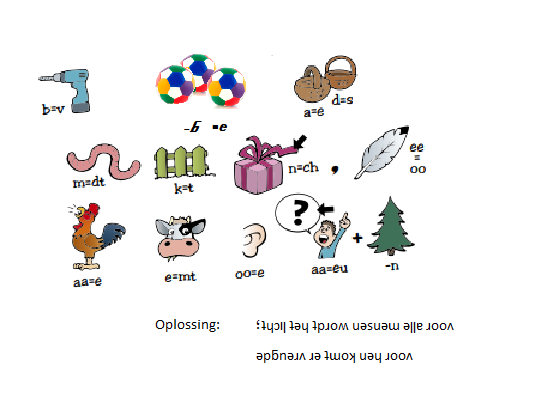 b=v
=e
a=e d=s
m=dt
k=t
n=ch ,
ee
=
oo
aa=e
e=mt
oo=e
?
aa=eu
+
-n
Oplossing: voor alle mensen wordt het licht;
voor hen komt er vreugde